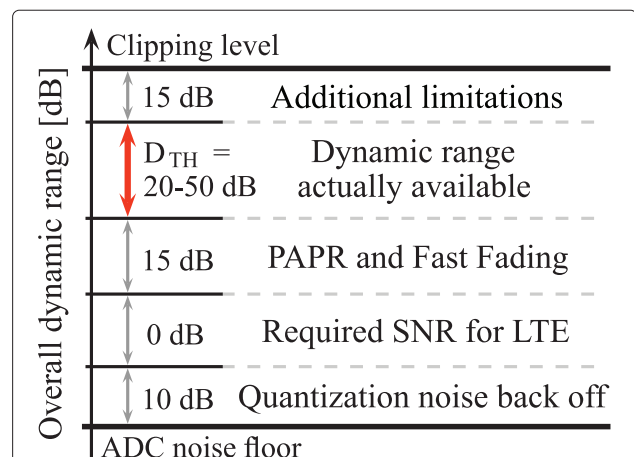 Clipping level
Overall dynamic range [dB]
15 dB
Additional limitations
D_TH =
20-50 dB
Dynamic range
actually available
15 dB
PAPR and Fast Fading
0 dB
Required SNR for LTE
10 dB
Quantization noise back off
ADC noise floor